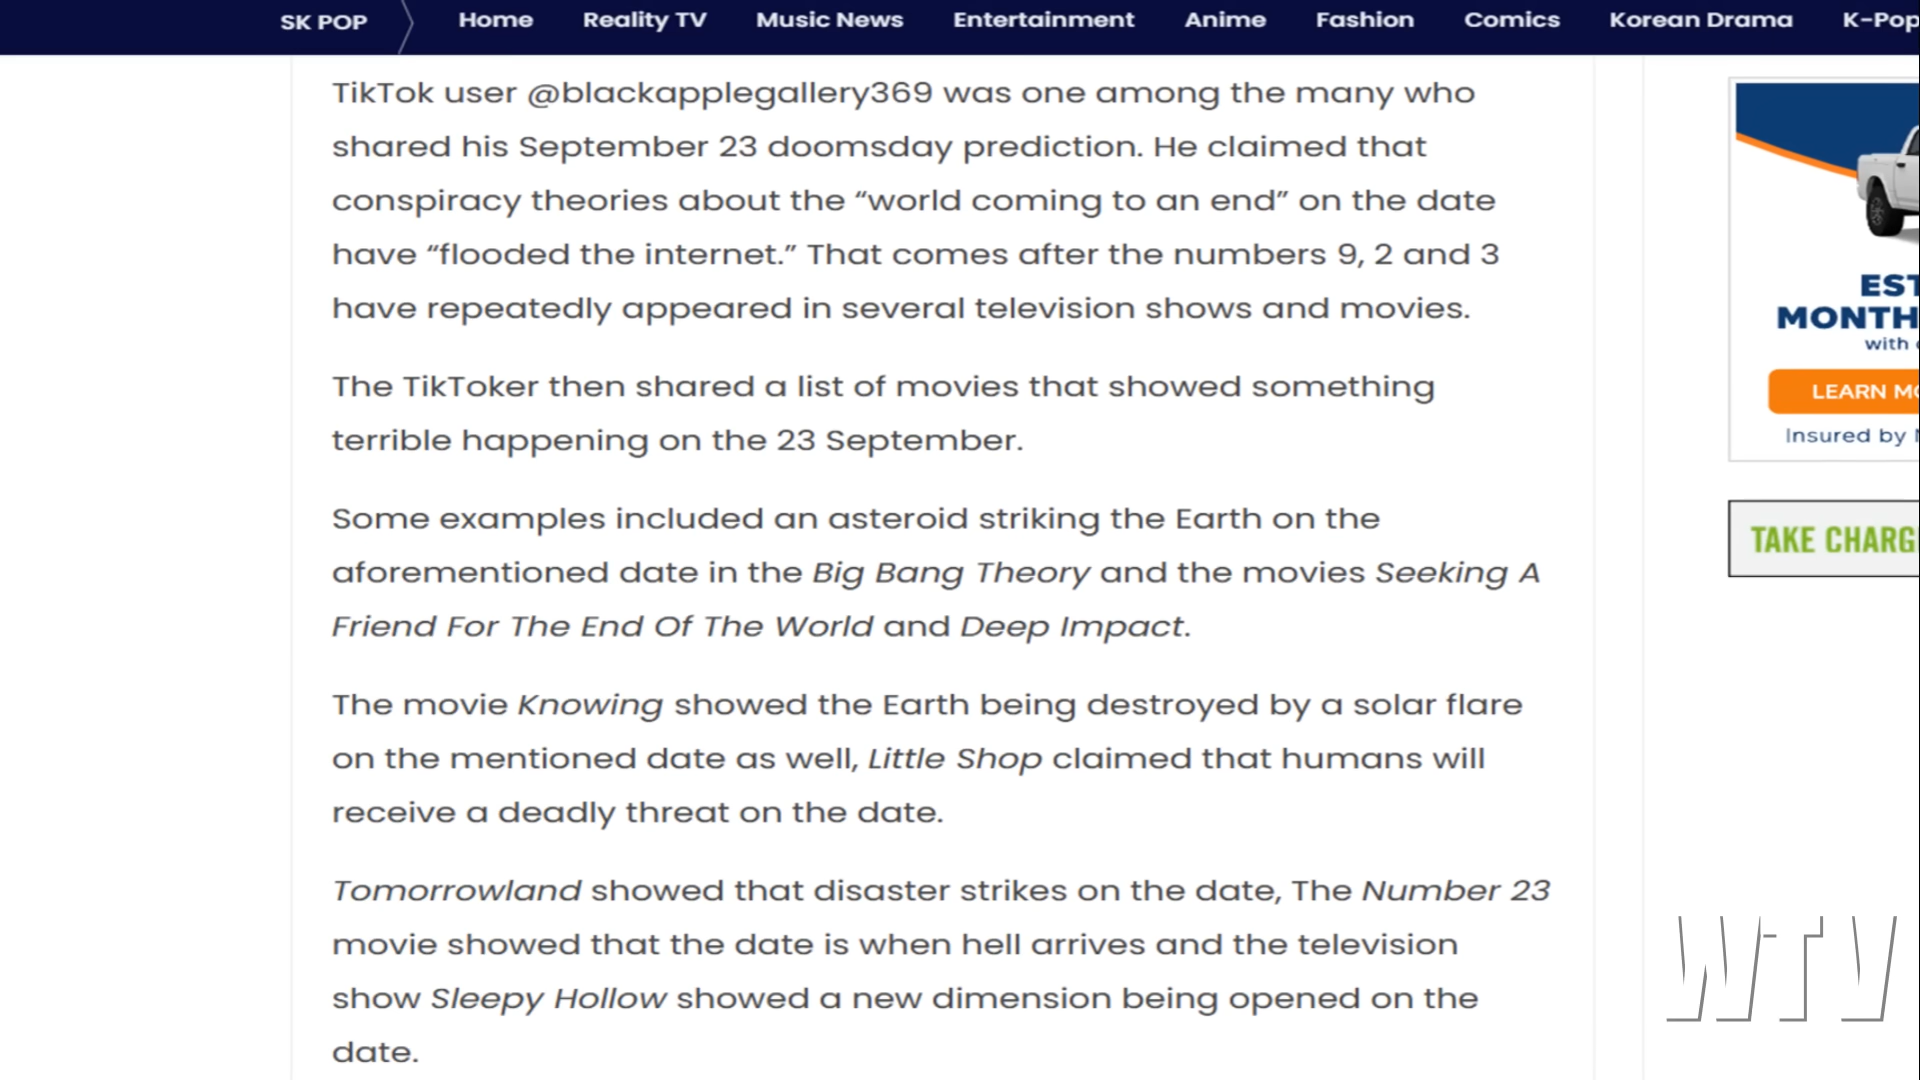 SK POP Home Reality TV Music News Entertainment Anime Fashion Comics Korean Drama K-Pop
TikTok user @blackapplegallery369 was one among the many who
shared his September 23 doomsday prediction. He claimed that
conspiracy theories about the “world coming to an end” on the date
have “flooded the internet.” That comes after the numbers 9, 2 and 3
have repeatedly appeared in several television shows and movies.
The TikToker then shared a list of movies that showed something
terrible happening on the 23 September.
Some examples included an asteroid striking the Earth on the
aforementioned date in the Big Bang Theory and the movies Seeking A
Friend For The End Of The World and Deep Impact.
The movie Knowing showed the Earth being destroyed by a solar flare
on the mentioned date as well, Little Shop claimed that humans will
receive a deadly threat on the date.
Tomorrowland showed that disaster strikes on the date, The Number 23
movie showed that the date is when hell arrives and the television
show Sleepy Hollow showed a new dimension being opened on the
date.
EST
MONTH
with
LEARN MO
Insured by
TAKE CHARG
WTV